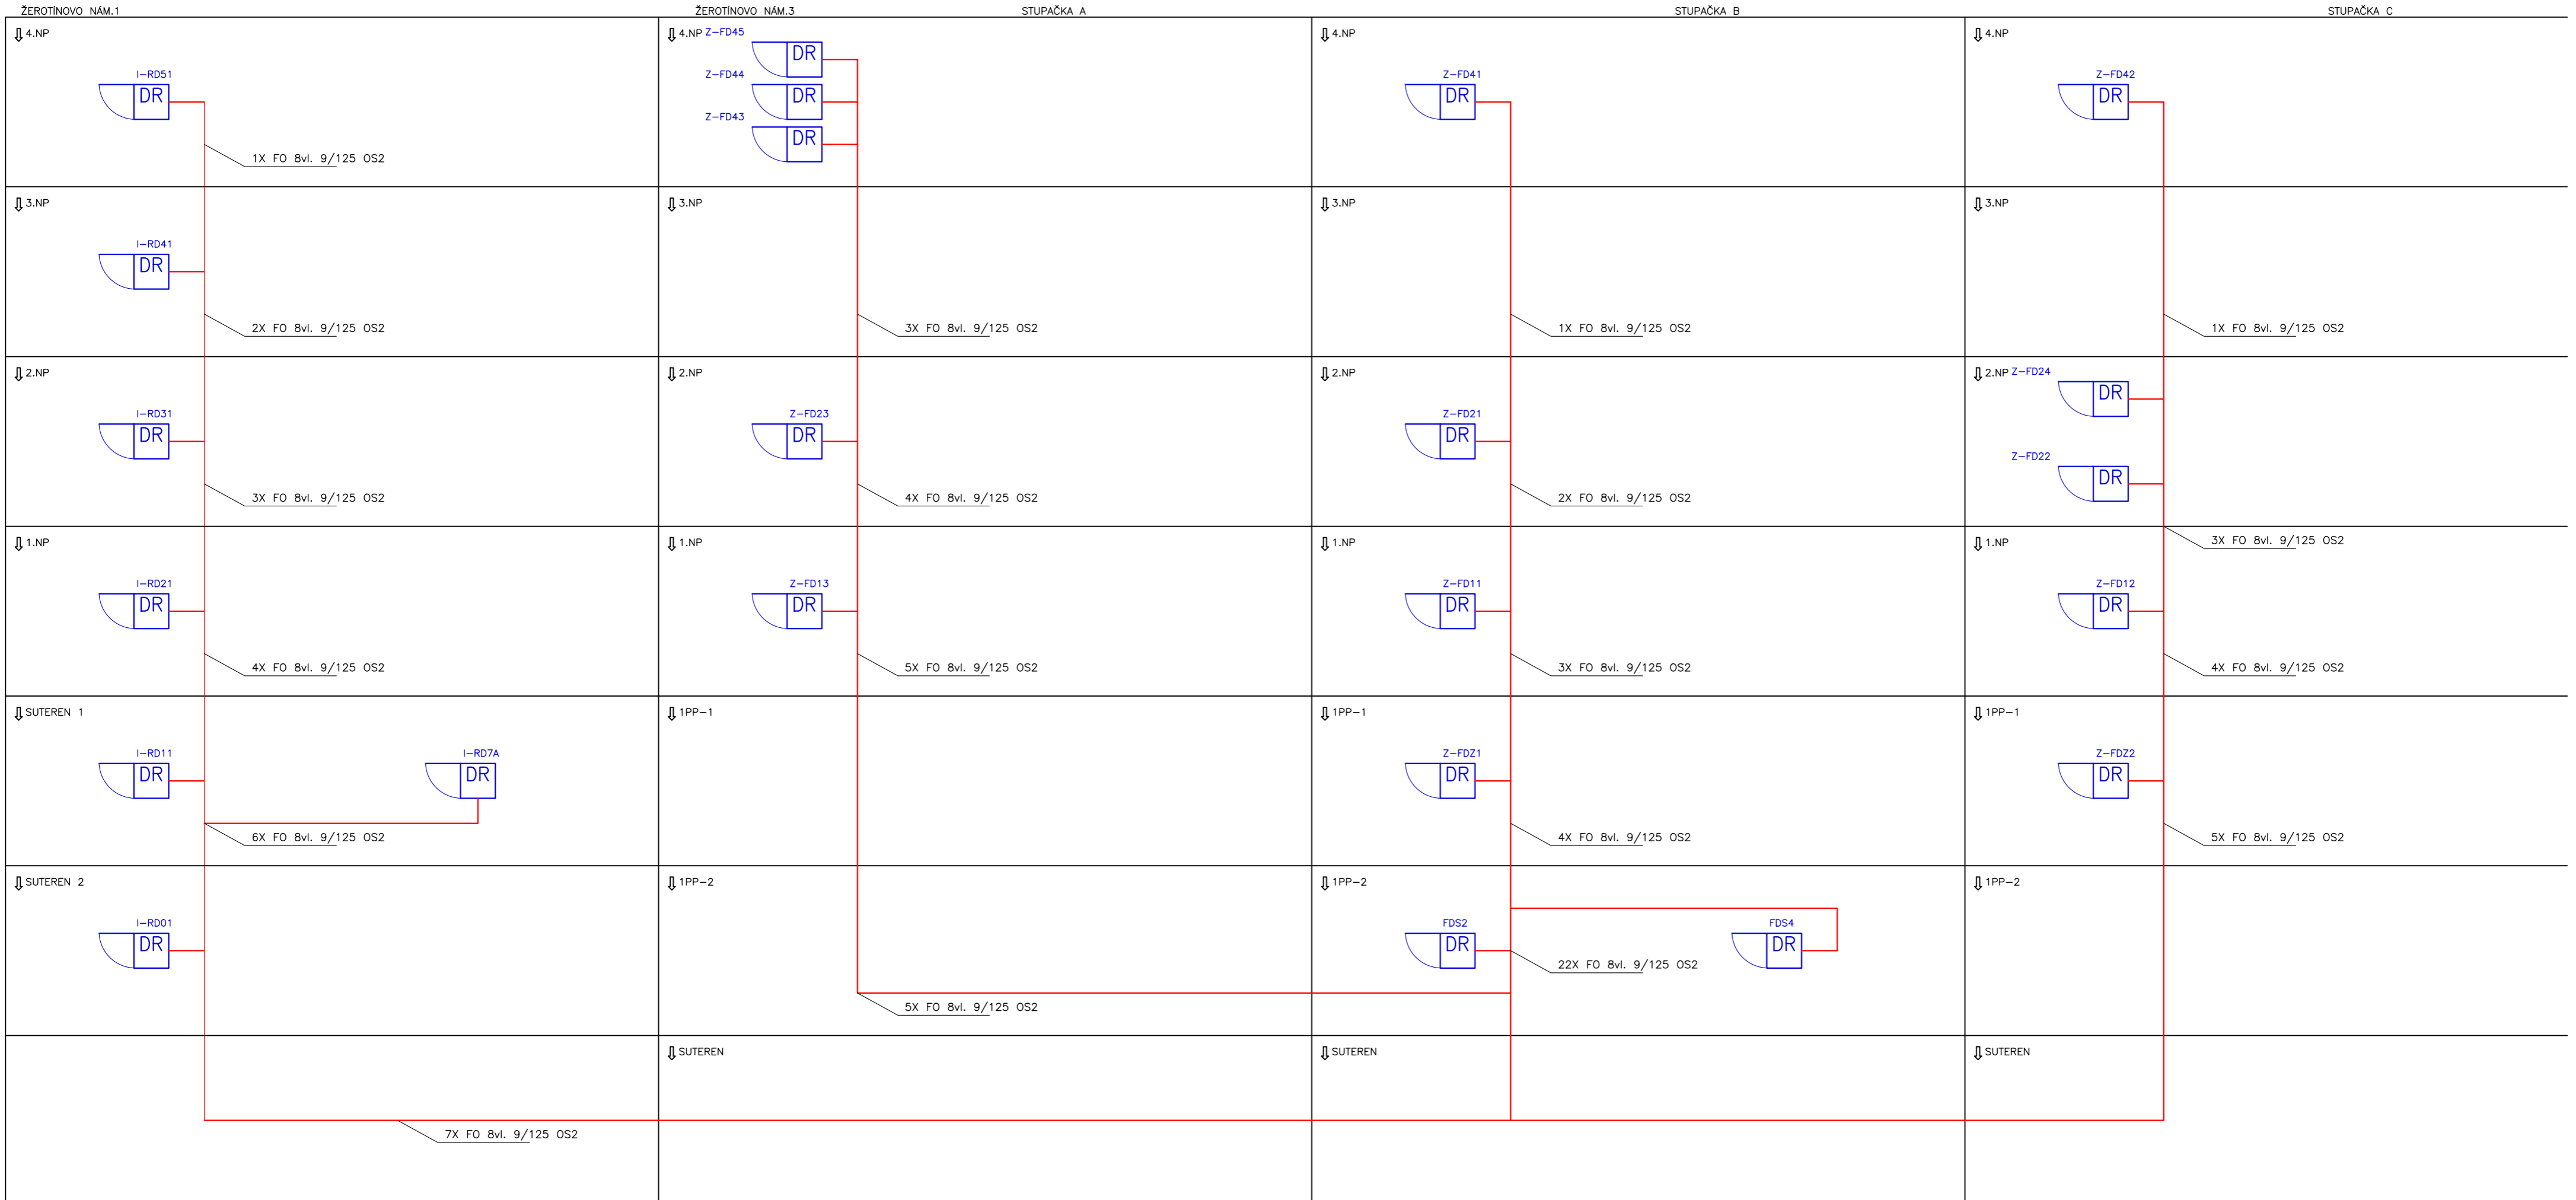 ŽEROTÍNOVO NÁM.1
ŽEROTÍNOVO NÁM.3
STUPAČKA A
STUPAČKA B
STUPAČKA C
4.NP
I-RD51
DR
1X FO 8vl. 9/125 OS2
4.NP
Z-FD45
DR
Z-FD44
DR
Z-FD43
DR
4.NP
Z-FD41
DR
4.NP
Z-FD42
DR
3.NP
I-RD41
DR
2X FO 8vl. 9/125 OS2
3.NP
3X FO 8vl. 9/125 OS2
3.NP
1X FO 8vl. 9/125 OS2
3.NP
1X FO 8vl. 9/125 OS2
2.NP
I-RD31
DR
3X FO 8vl. 9/125 OS2
2.NP
Z-FD23
DR
4X FO 8vl. 9/125 OS2
2.NP
Z-FD21
DR
2X FO 8vl. 9/125 OS2
2.NP
Z-FD24
DR
Z-FD22
DR
1.NP
I-RD21
DR
4X FO 8vl. 9/125 OS2
1.NP
Z-FD13
DR
5X FO 8vl. 9/125 OS2
1.NP
Z-FD11
DR
3X FO 8vl. 9/125 OS2
1.NP
3X FO 8vl. 9/125 OS2
Z-FD12
DR
4X FO 8vl. 9/125 OS2
SUTEREN 1
I-RD11
DR
I-RD7A
DR
6X FO 8vl. 9/125 OS2
1PP-1
1PP-1
Z-FDZ1
DR
4X FO 8vl. 9/125 OS2
1PP-1
Z-FDZ2
DR
5X FO 8vl. 9/125 OS2
SUTEREN 2
I-RD01
DR
1PP-2
5X FO 8vl. 9/125 OS2
1PP-2
FDS2
DR
22X FO 8vl. 9/125 OS2
FDS4
DR
1PP-2
7X FO 8vl. 9/125 OS2
SUTEREN
SUTEREN
SUTEREN